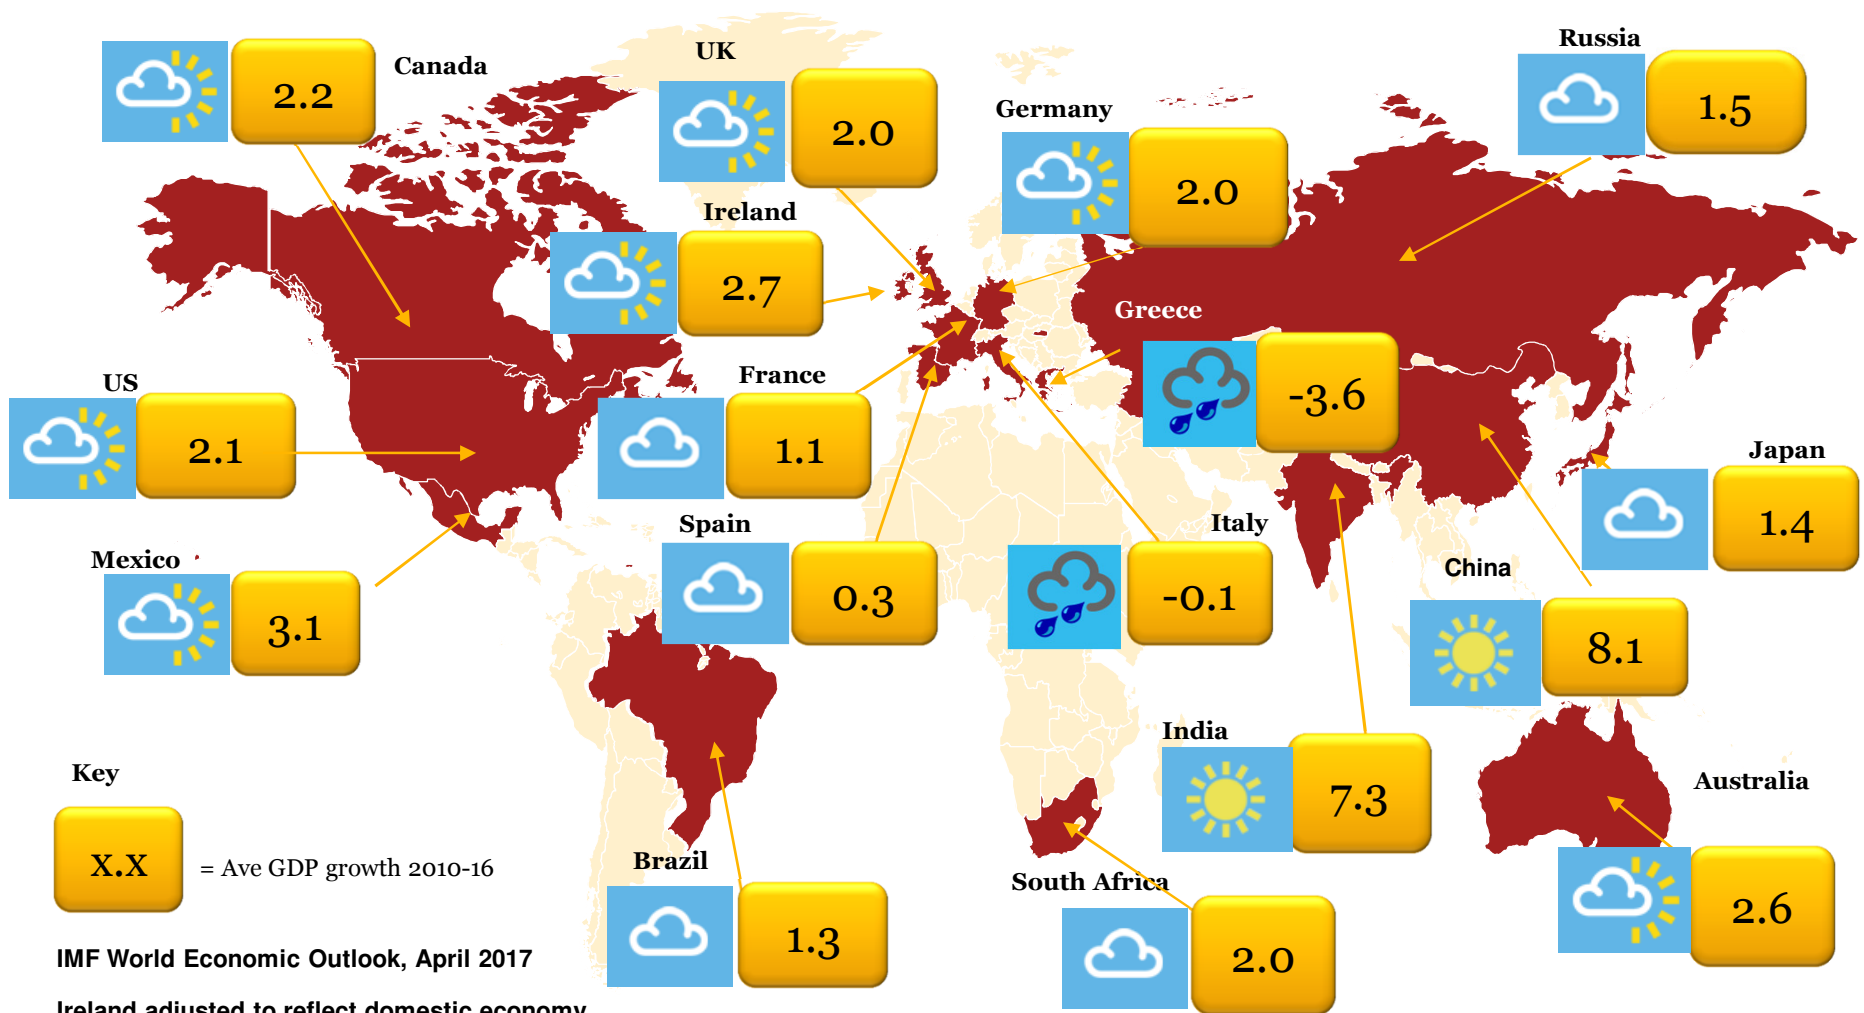 Canada
2.2
UK
2.0
Russia
1.5
Germany
2.0
Ireland
2.7
Greece
-3.6
US
2.1
France
1.1
Japan
1.4
Spain
0.3
Italy
-0.1
China
8.1
Mexico
3.1
India
7.3
Australia
2.6
Brazil
1.3
South Africa
2.0
Key
x.x
= Ave GDP growth 2010-16
IMF World Economic Outlook, April 2017
Ireland adjusted to reflect domestic economy